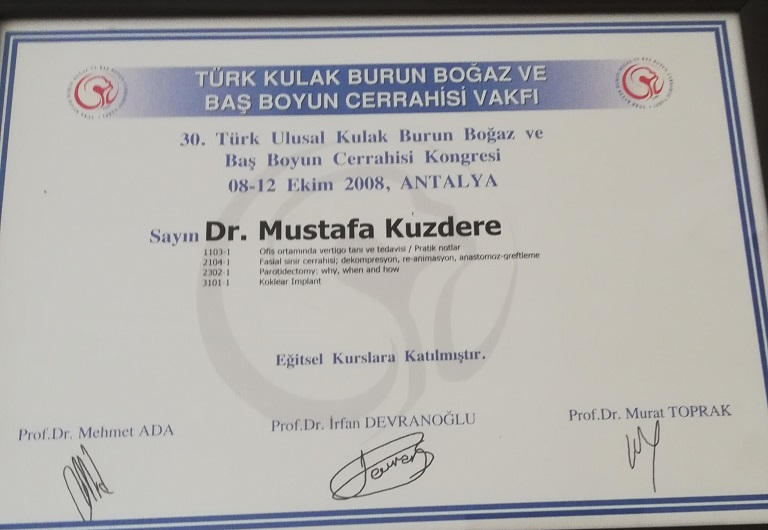 TÜRK KULAK BURUN BOĞAZ VE
BAŞ BOYUN CERRAHİSİ VAKFI
30. Türk Ulusal Kulak Burun Boğaz ve
Baş Boyun Cerrahisi Kongresi
08-12 Ekim 2008, ANTALYA
Sayın Dr. Mustafa Kuzdere
1103-1 Ofis ortamında vertigo tanı ve tedavisi / Pratik notlar
2104-1 Fasial sinir cerrahisi; dekompresyon, re-animasyon, anastomoz-greftleme
2302-1 Parotidectomy: why, when and how
3101-1 Koklear Implant
Eğitsel Kurslara Katılmıştır.
Prof.Dr. Mehmet ADA
Prof.Dr. İrfan DEVRANOĞLU
Prof.Dr. Murat TOPRAK